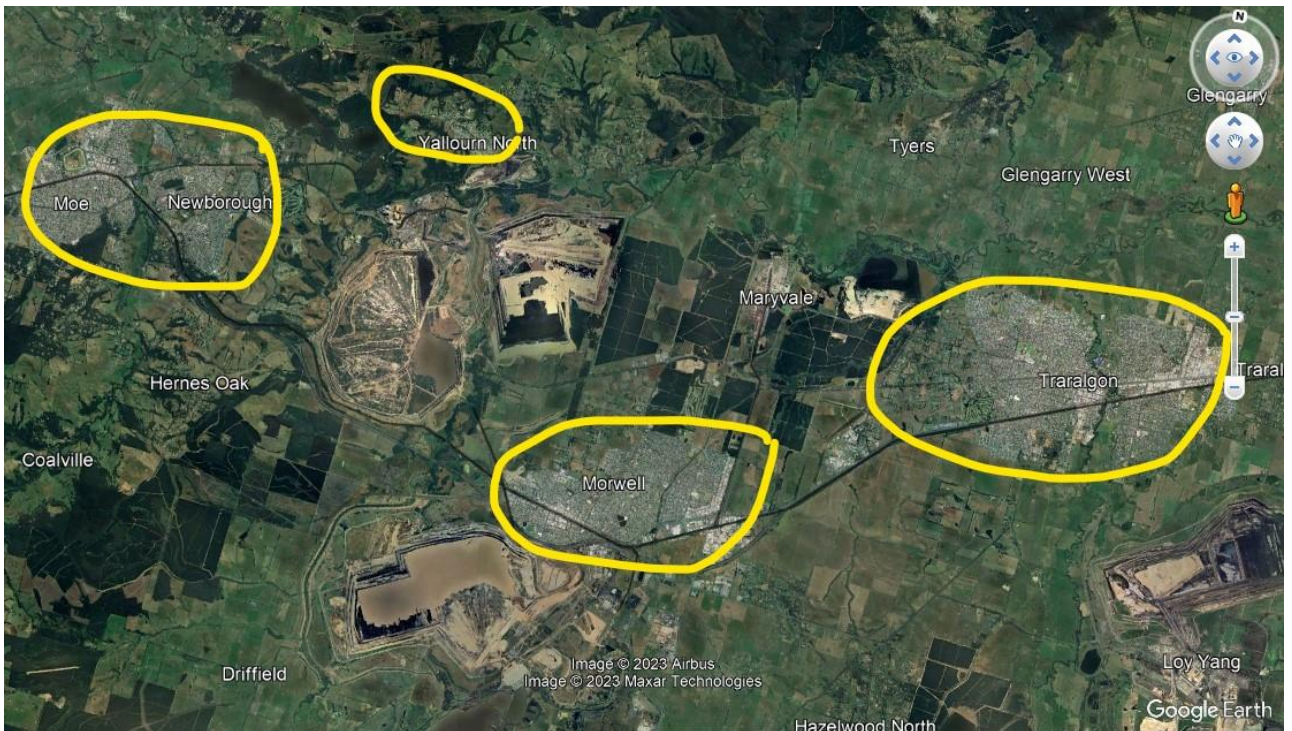 N
Glengarry
Yallourn North
Tyers
Glengarry West
Moe
Newborough
Maryvale
Hernes Oak
Traralgon
Traral
Coalville
Morwell
Driffield
Image © 2023 Airbus
Image © 2023 Maxar Technologies
Loy Yang
Google Earth
Hazelwood North